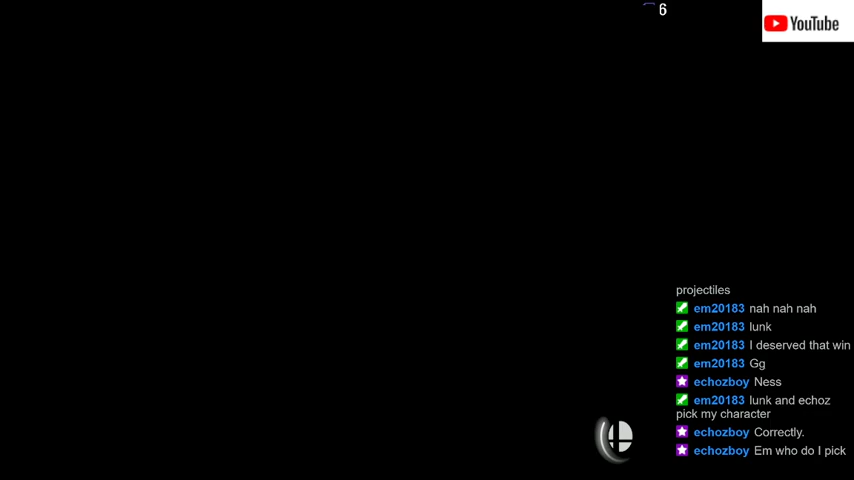 6
YouTube
projectiles
em20183 nah nah nah
em20183 lunk
em20183 I deserved that win
em20183 Gg
echozboy Ness
em20183 lunk and echoz
pick my character
echozboy Correctly.
echozboy Em who do I pick